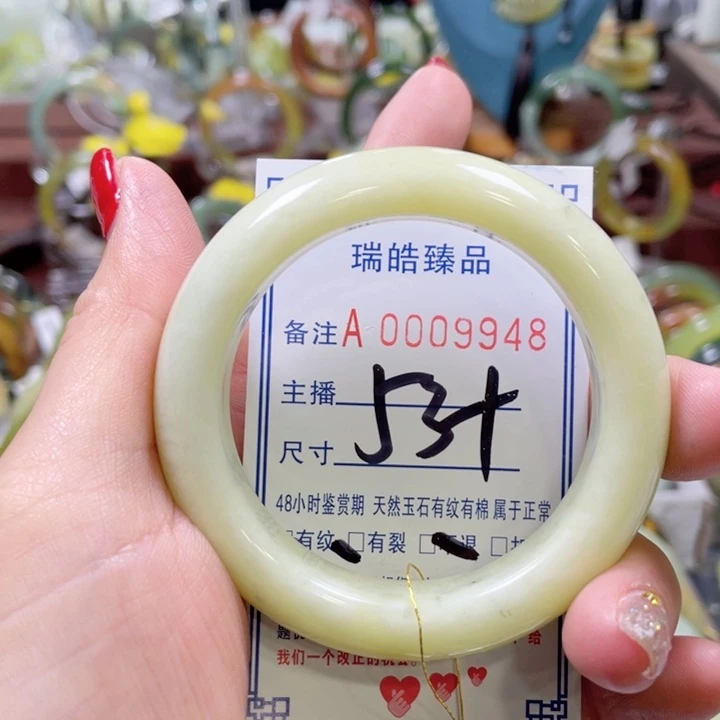 瑞皓臻品
备注A 0009948
主播
尺寸
53+
48小时鉴赏期 天然玉石有纹有棉属于正常
□有纹 □有裂
给
我们一个改正的机会